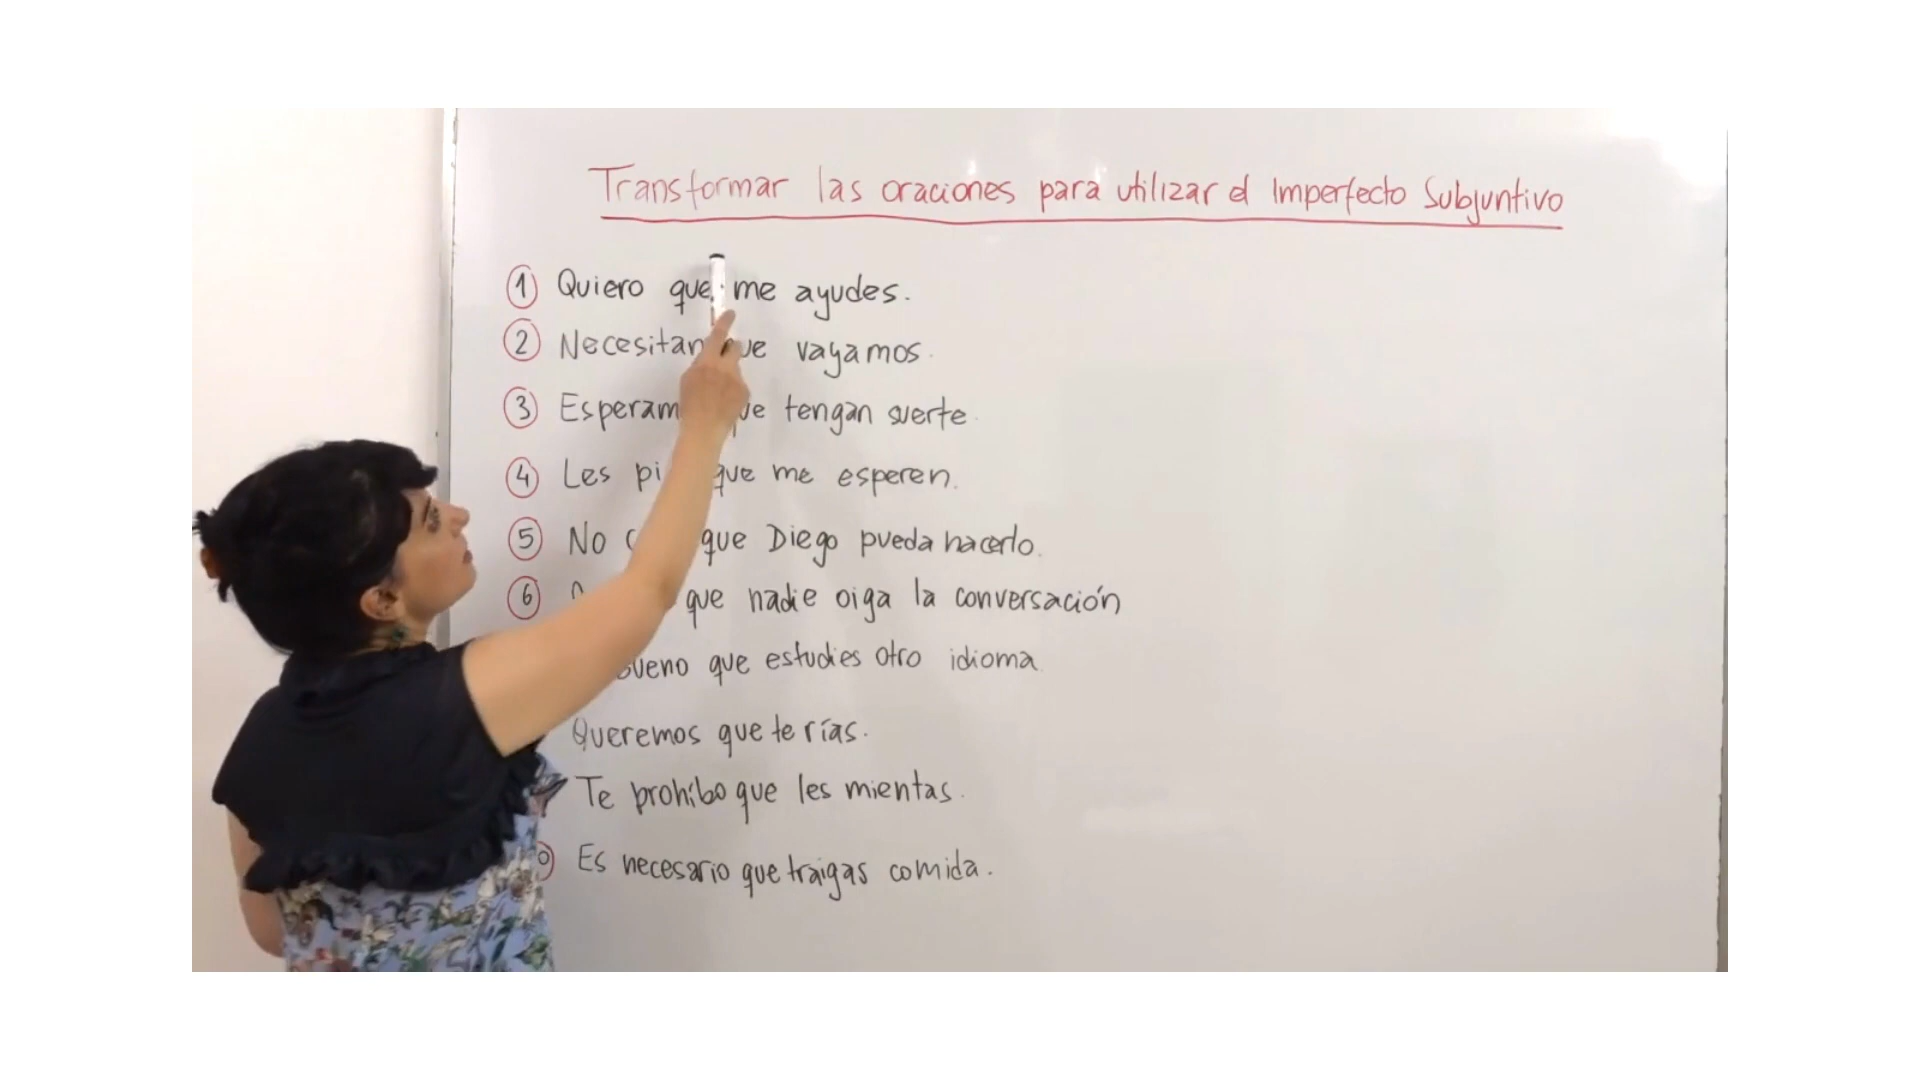 Transformar las oraciones para utilizar el Imperfecto Subjuntivo
1 Quiero que me ayudes.
2 Necesitan que vayamos.
3 Esperam ue tengan suerte.
4 Les pi que me esperen.
5 No c que Diego pueda hacerlo.
6 que nadie oiga la conversación
bueno que estudies otro idioma.
Queremos que te rías.
Te prohíbo que les mientas.
0 Es necesario que traigas comida.